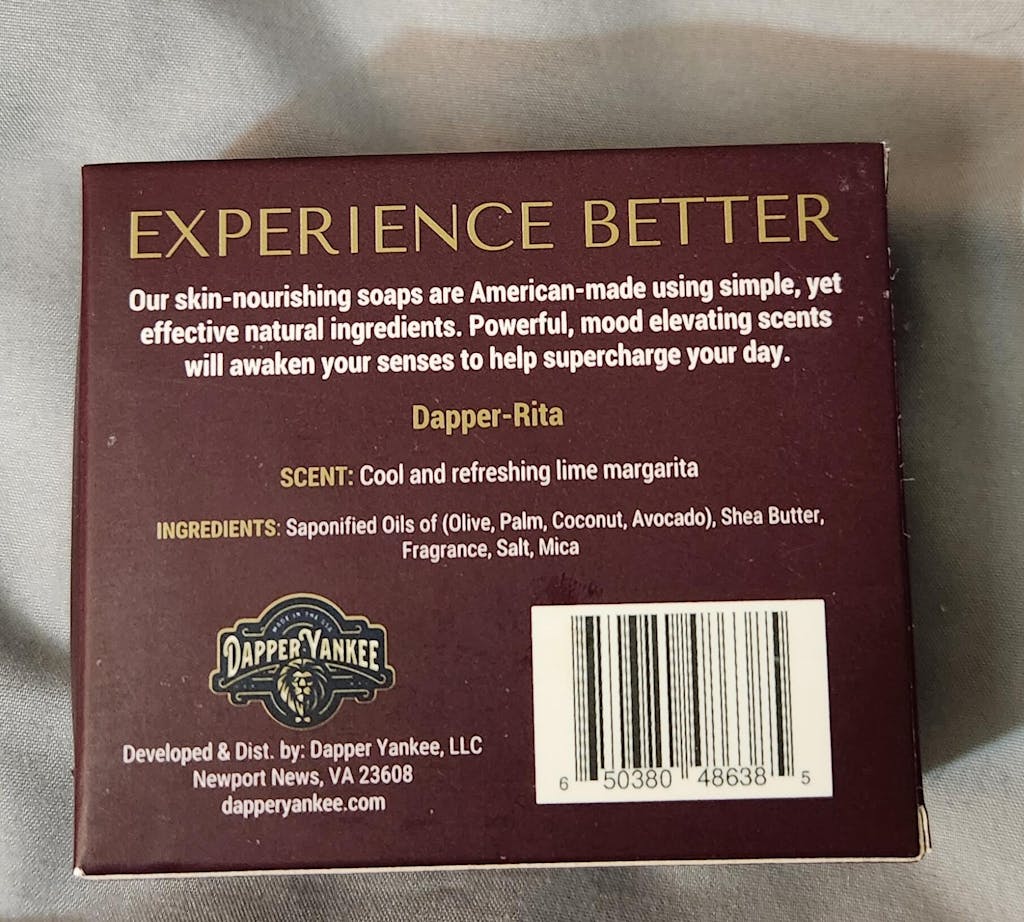 EXPERIENCE BETTER
Our skin-nourishing soaps are American-made using simple, yet
effective natural ingredients. Powerful, mood elevating scents
will awaken your senses to help supercharge your day.
Dapper-Rita
SCENT: Cool and refreshing lime margarita
INGREDIENTS: Saponified Oils of (Olive, Palm, Coconut, Avocado), Shea Butter,
Fragrance, Salt, Mica
MADE IN THE USA
DAPPER YANKEE
Developed & Dist. by: Dapper Yankee, LLC
Newport News, VA 23608
dapperyankee.com
6 50380 48638 5